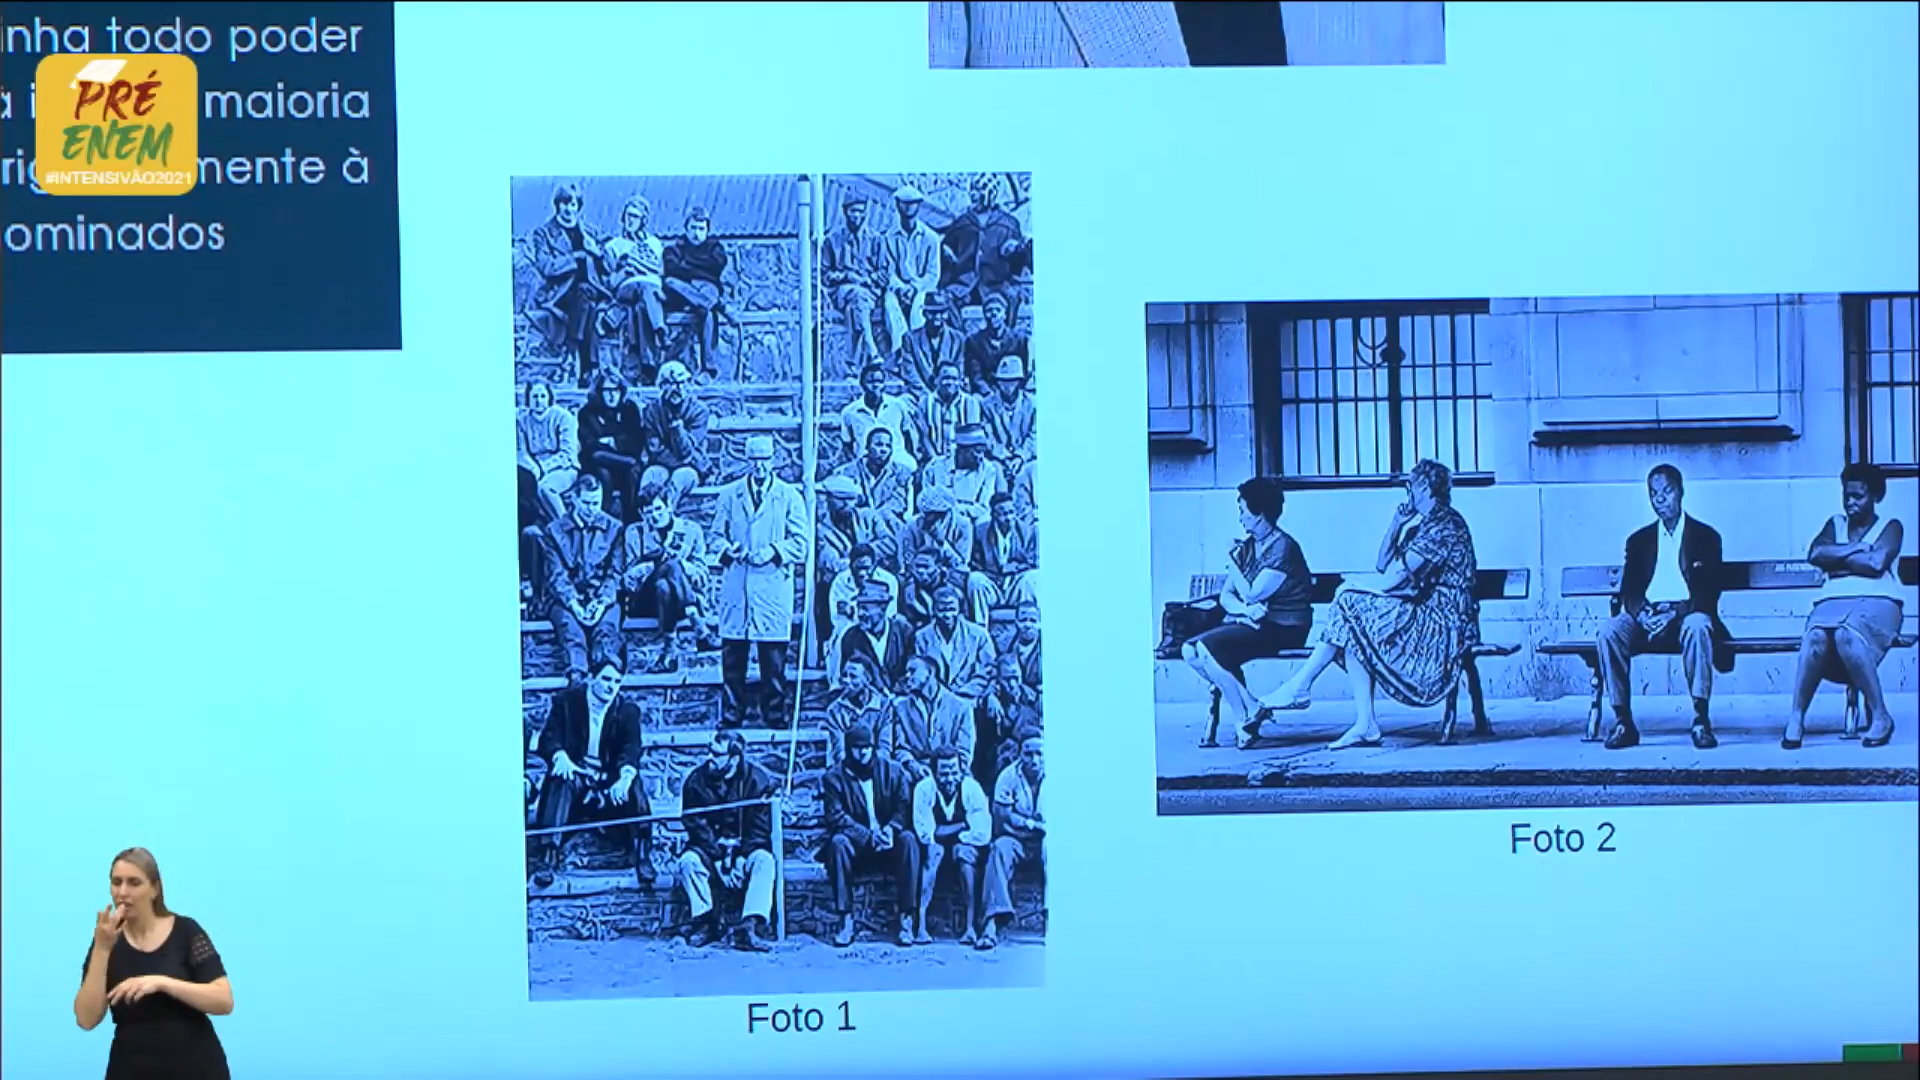 inha todo poder
maioria
mente à
ominados
PRÉ
ENEM
#INTENSIVÃO2021
Foto 1
Foto 2